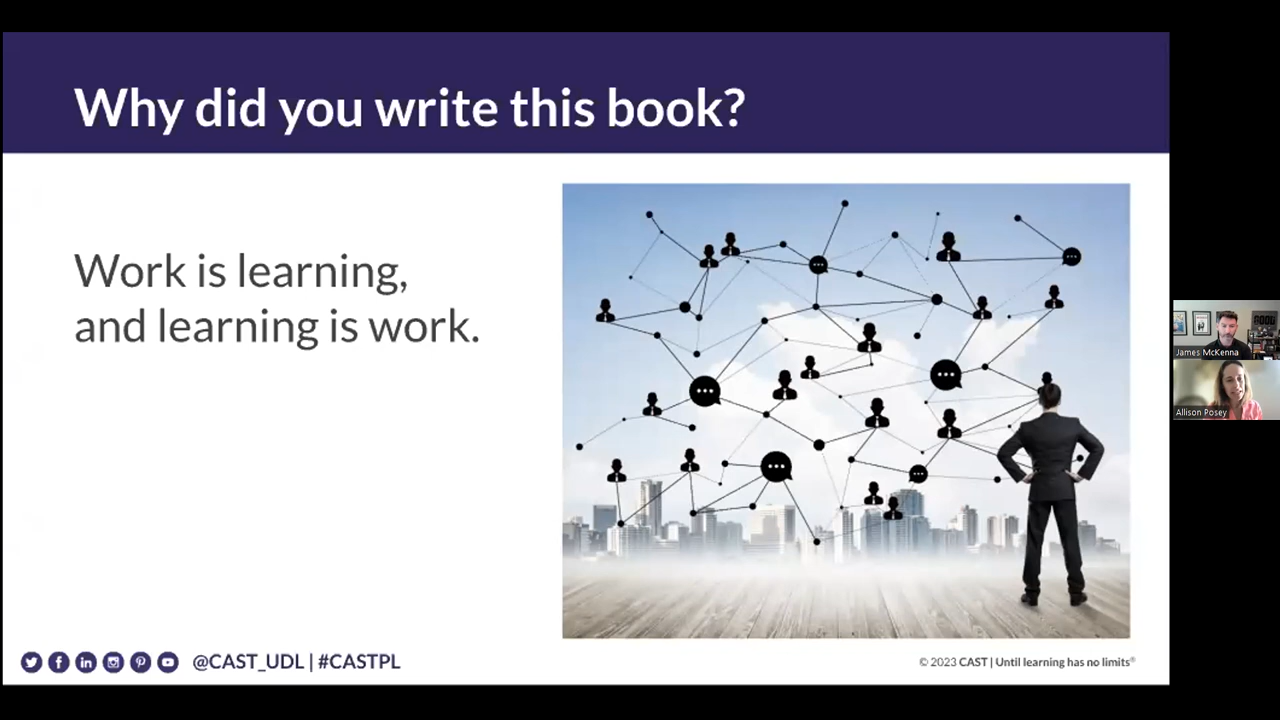 Why did you write this book?
Work is learning,
and learning is work.
@CAST_UDL | #CASTPL
© 2023 CAST | Until learning has no limits®
James McKenna
Allison Posey